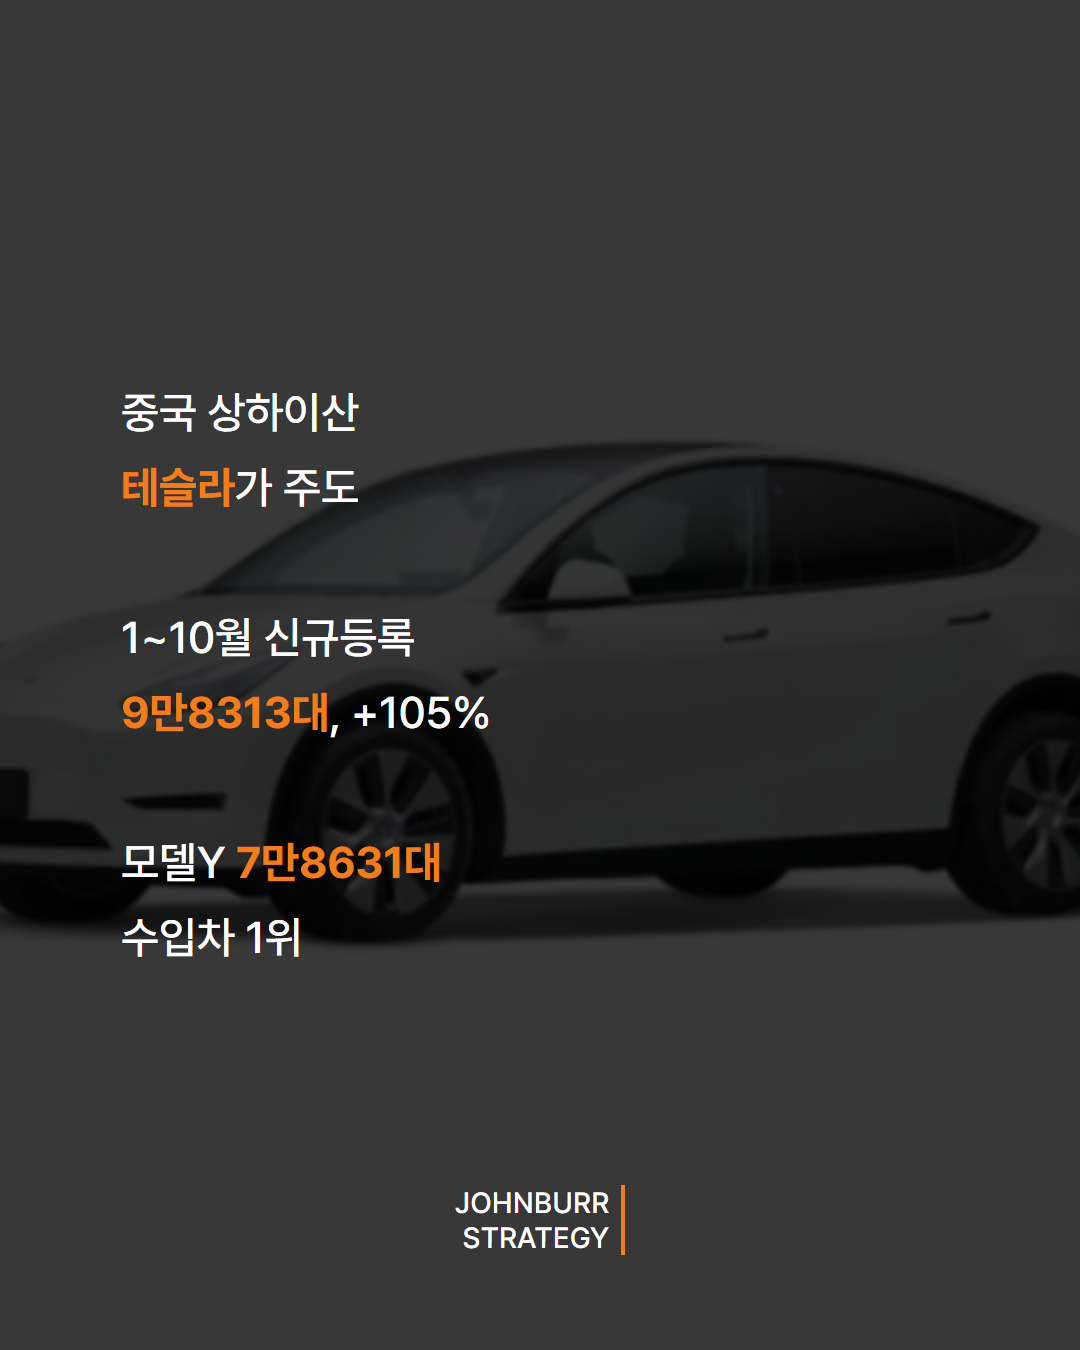 중국 상하이산
테슬라가 주도
1~10월 신규등록
9만8313대, +105%
모델Y 7만8631대
수입차 1위
JOHNBURR
STRATEGY